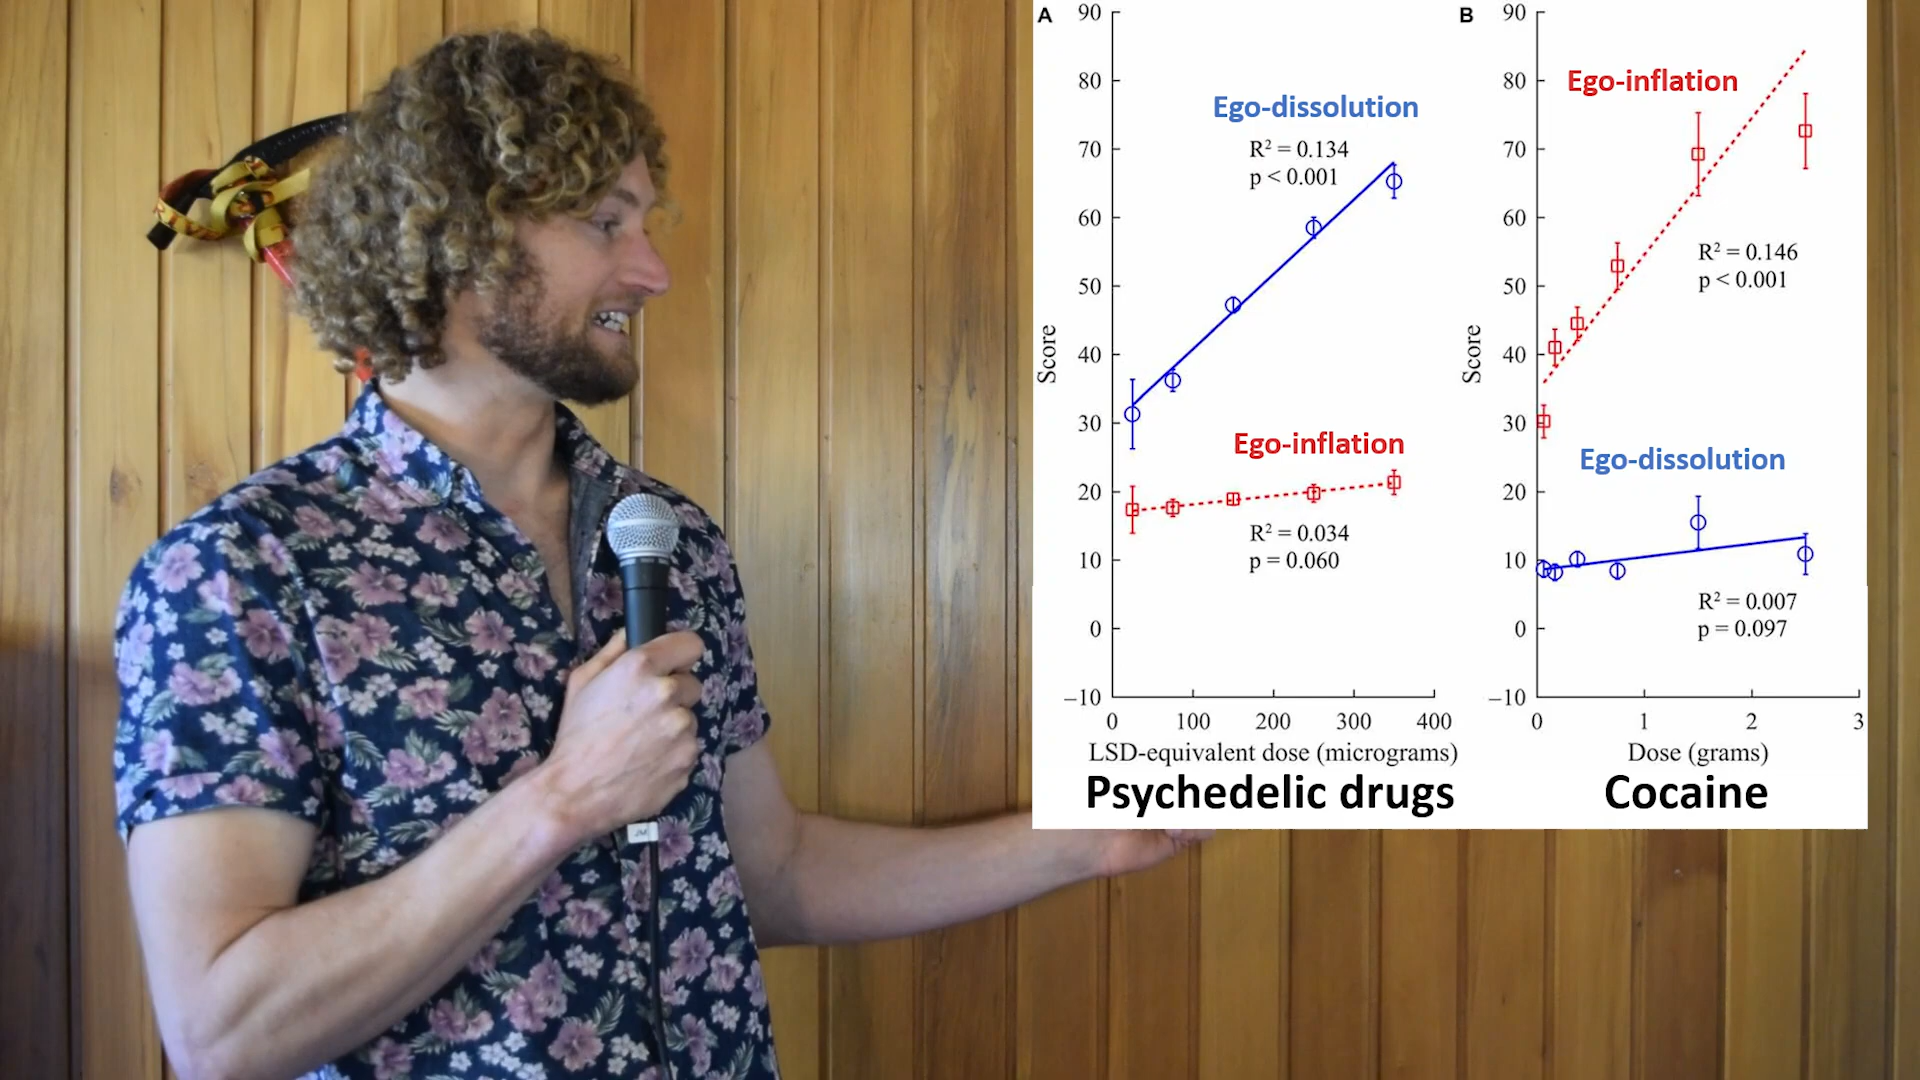 A
90
80
70
60
50
40
30
20
10
0
−10
Score
Ego-dissolution
R² = 0.134
p < 0.001
Ego-inflation
R² = 0.034
p = 0.060
0 100 200 300 400
LSD-equivalent dose (micrograms)
Psychedelic drugs
B
90
80
70
60
50
40
30
20
10
0
−10
Score
Ego-inflation
R² = 0.146
p < 0.001
Ego-dissolution
R² = 0.007
p = 0.097
0 1 2 3
Dose (grams)
Cocaine
JM